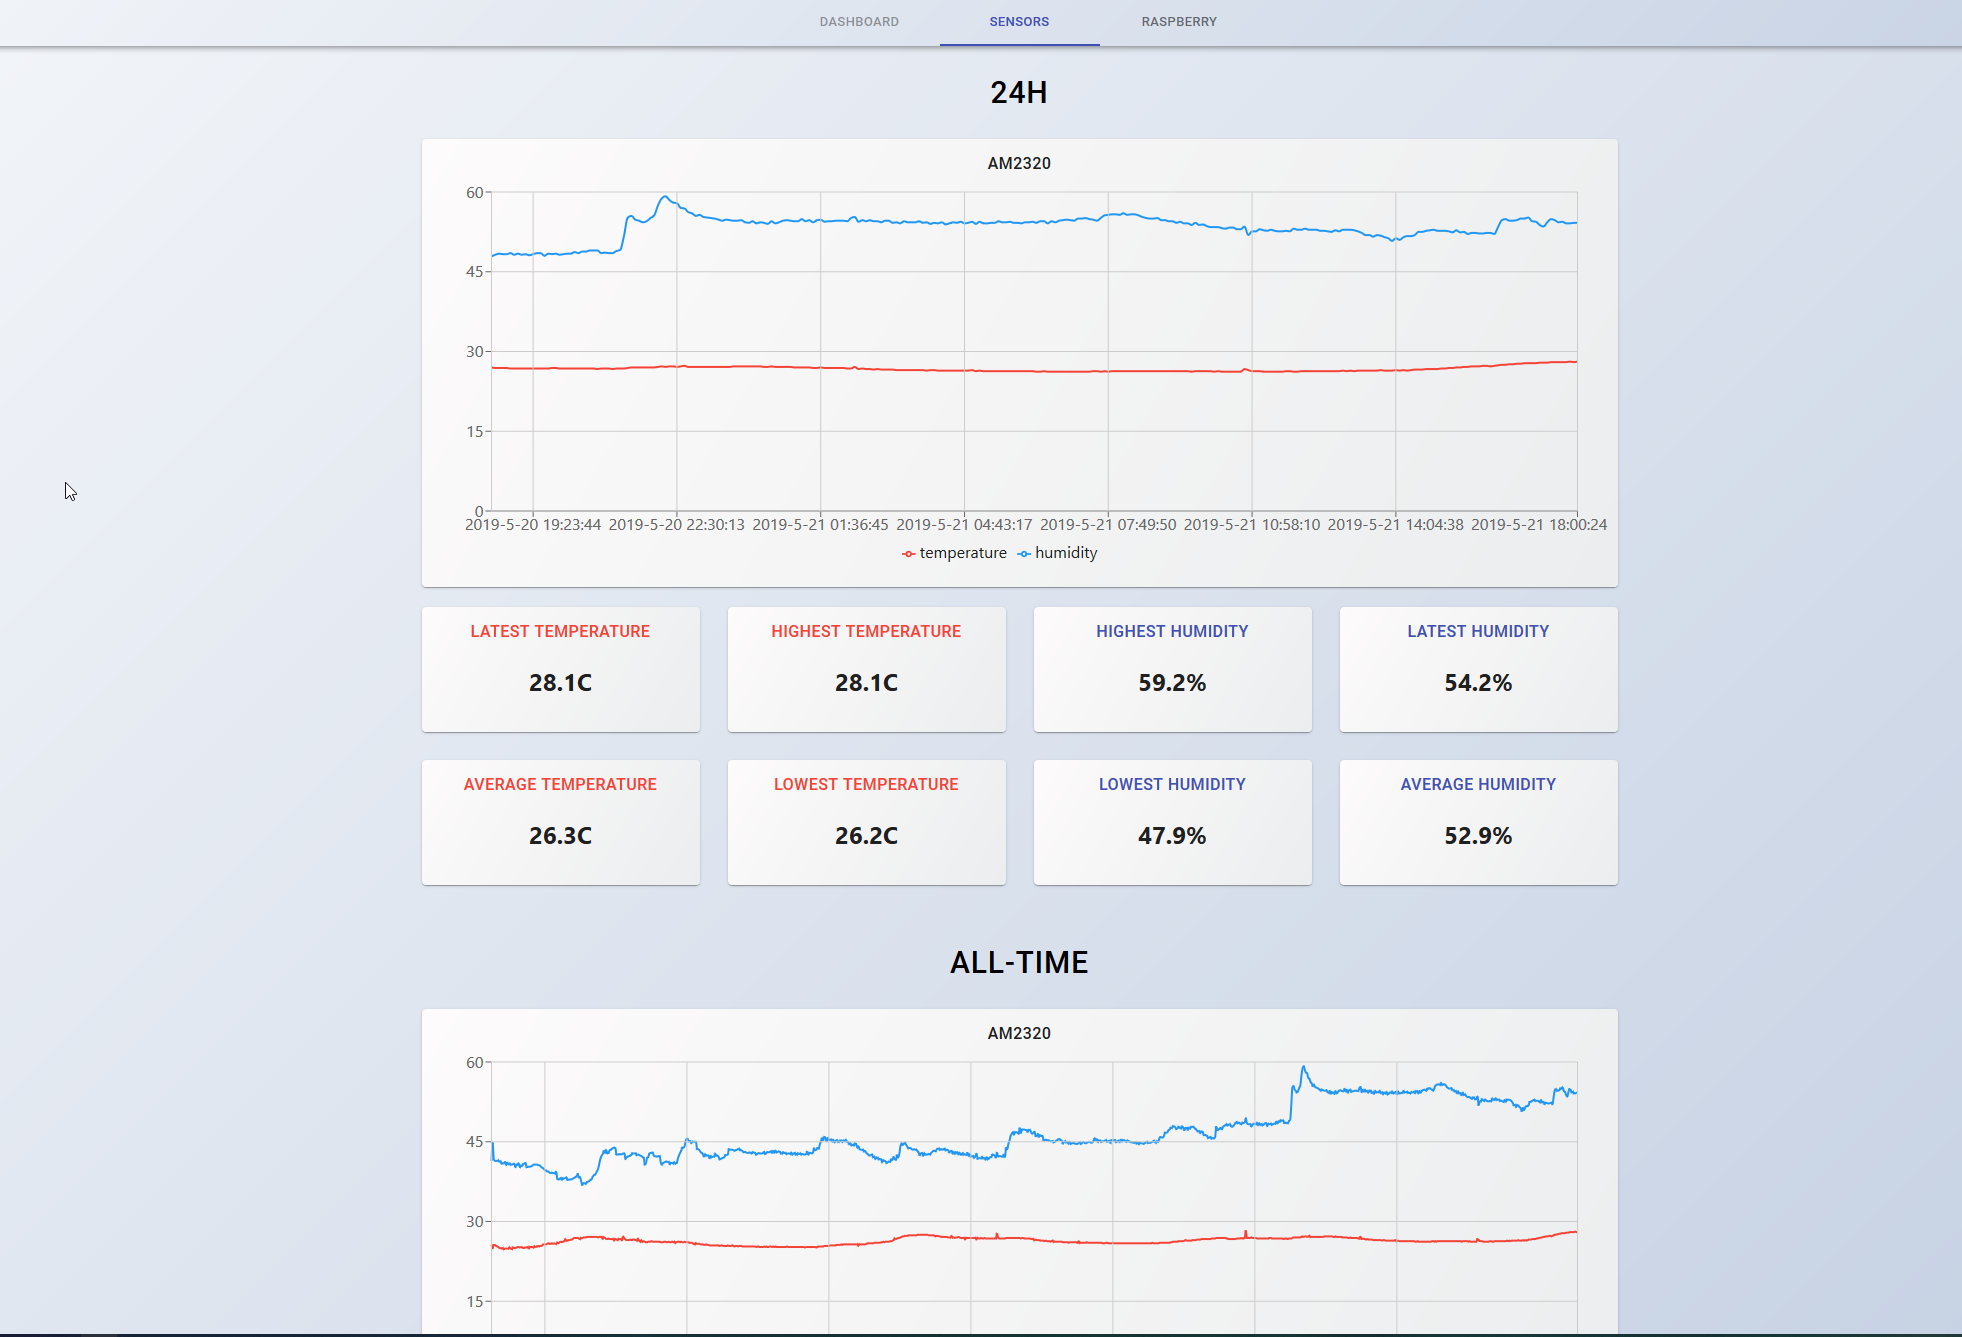 DASHBOARD SENSORS RASPBERRY
24H
AM2320
60
45
30
15
0
2019-5-20 19:23:44 2019-5-20 22:30:13 2019-5-21 01:36:45 2019-5-21 04:43:17 2019-5-21 07:49:50 2019-5-21 10:58:10 2019-5-21 14:04:38 2019-5-21 18:00:24
temperature humidity
LATEST TEMPERATURE HIGHEST TEMPERATURE HIGHEST HUMIDITY LATEST HUMIDITY
28.1C 28.1C 59.2% 54.2%
AVERAGE TEMPERATURE LOWEST TEMPERATURE LOWEST HUMIDITY AVERAGE HUMIDITY
26.3C 26.2C 47.9% 52.9%
ALL-TIME
AM2320
60
45
30
15